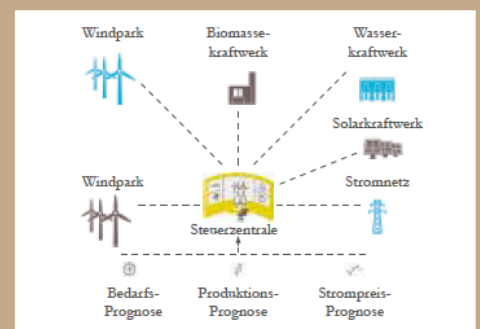 Windpark
Biomasse-
kraftwerk
Wasser-
kraftwerk
Solarkraftwerk
Windpark
Stromnetz
Steuerzentrale
Bedarfs-
Prognose
Produktions-
Prognose
Strompreis-
Prognose